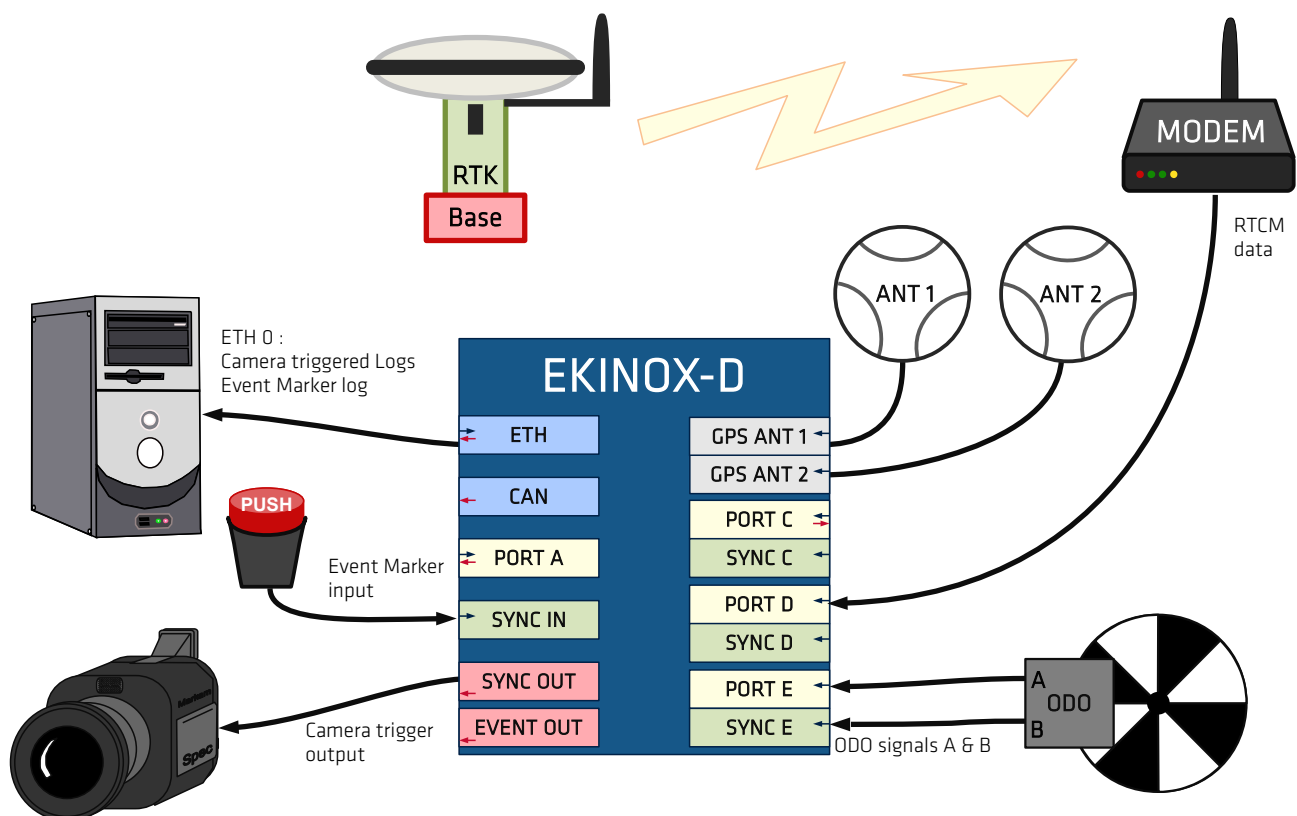 RTK
Base
MODEM
RTCM
data
ANT 1
ANT 2
ETH 0 :
Camera triggered Logs
Event Marker log
EKINOX-D
ETH
CAN
PORT A
SYNC IN
SYNC OUT
EVENT OUT
GPS ANT 1
GPS ANT 2
PORT C
SYNC C
PORT D
SYNC D
PORT E
SYNC E
PUSH
Event Marker
input
Camera trigger
output
Spec
A
ODO
B
ODO signals A & B